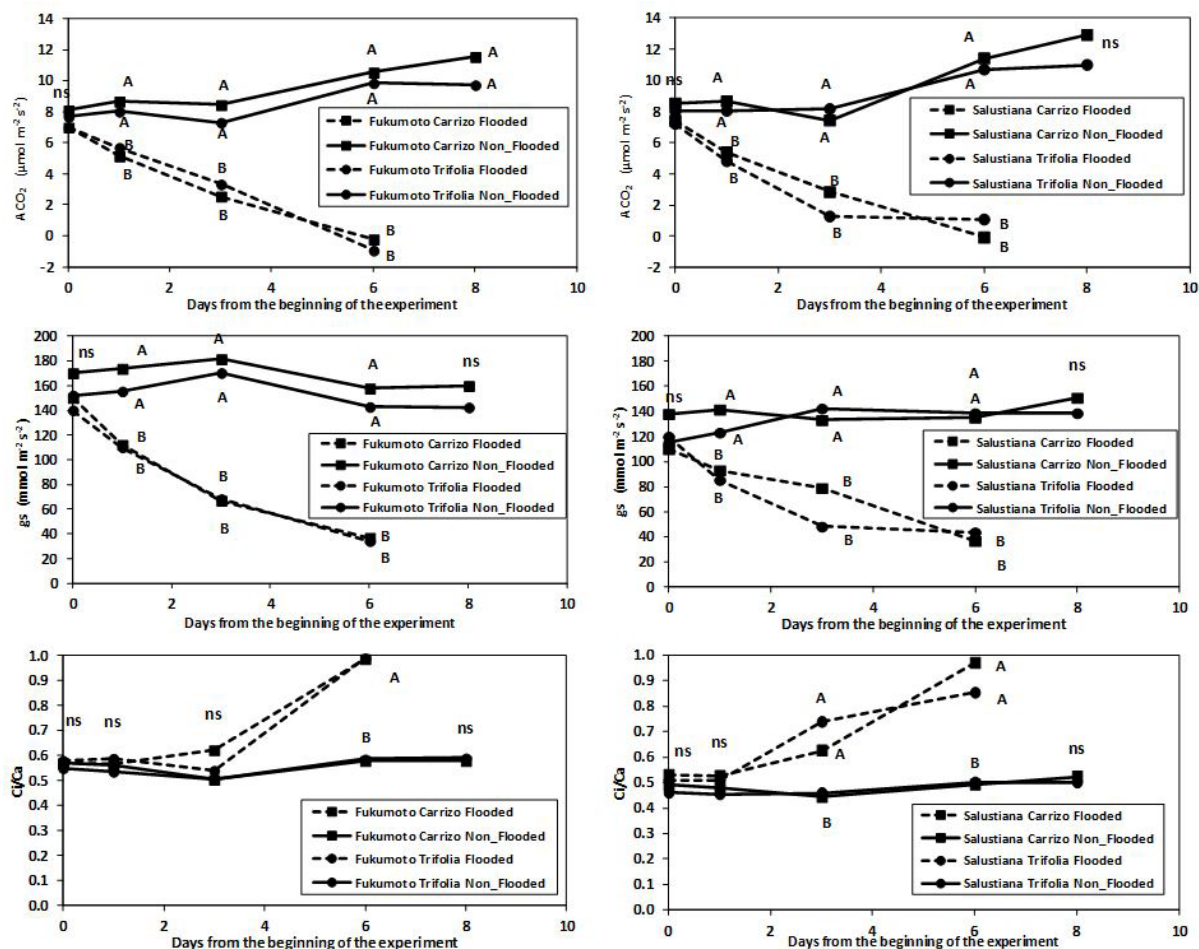 14
12
10
8
6
4
2
0
-2
A CO₂ (µmol m⁻² s⁻²)
ns
A
A
A
A
A
A
A
A
B
B
B
B
B
B
Fukumoto Carrizo Flooded
Fukumoto Carrizo Non_Flooded
Fukumoto Trifolia Flooded
Fukumoto Trifolia Non_Flooded
0 2 4 6 8 10
Days from the beginning of the experiment
14
12
10
8
6
4
2
0
-2
A CO₂ (µmol m⁻² s⁻²)
ns
A
A
A
ns
A
A
A
B
B
B
B
B
B
Salustiana Carrizo Flooded
Salustiana Carrizo Non_Flooded
Salustiana Trifolia Flooded
Salustiana Trifolia Non_Flooded
0 2 4 6 8 10
Days from the beginning of the experiment
200
180
160
140
120
100
80
60
40
20
0
gs (mmol m⁻² s⁻²)
ns
A
A
A
ns
A
A
A
B
B
B
B
B
B
Fukumoto Carrizo Flooded
Fukumoto Carrizo Non_Flooded
Fukumoto Trifolia Flooded
Fukumoto Trifolia Non_Flooded
0 2 4 6 8 10
Days from the beginning of the experiment
200
180
160
140
120
100
80
60
40
20
0
gs (mmol m⁻² s⁻²)
ns
A
A
A
ns
A
A
A
B
B
B
B
B
B
Salustiana Carrizo Flooded
Salustiana Carrizo Non_Flooded
Salustiana Trifolia Flooded
Salustiana Trifolia Non_Flooded
0 2 4 6 8 10
Days from the beginning of the experiment
1.0
0.9
0.8
0.7
0.6
0.5
0.4
0.3
0.2
0.1
0.0
Ci/Ca
ns
ns
ns
A
B
ns
Fukumoto Carrizo Flooded
Fukumoto Carrizo Non_Flooded
Fukumoto Trifolia Flooded
Fukumoto Trifolia Non_Flooded
0 2 4 6 8 10
Days from the beginning of the experiment
1.0
0.9
0.8
0.7
0.6
0.5
0.4
0.3
0.2
0.1
0.0
Ci/Ca
ns
ns
A
A
A
A
B
B
ns
Salustiana Carrizo Flooded
Salustiana Carrizo Non_Flooded
Salustiana Trifolia Flooded
Salustiana Trifolia Non_Flooded
0 2 4 6 8 10
Days from the beginning of the experiment